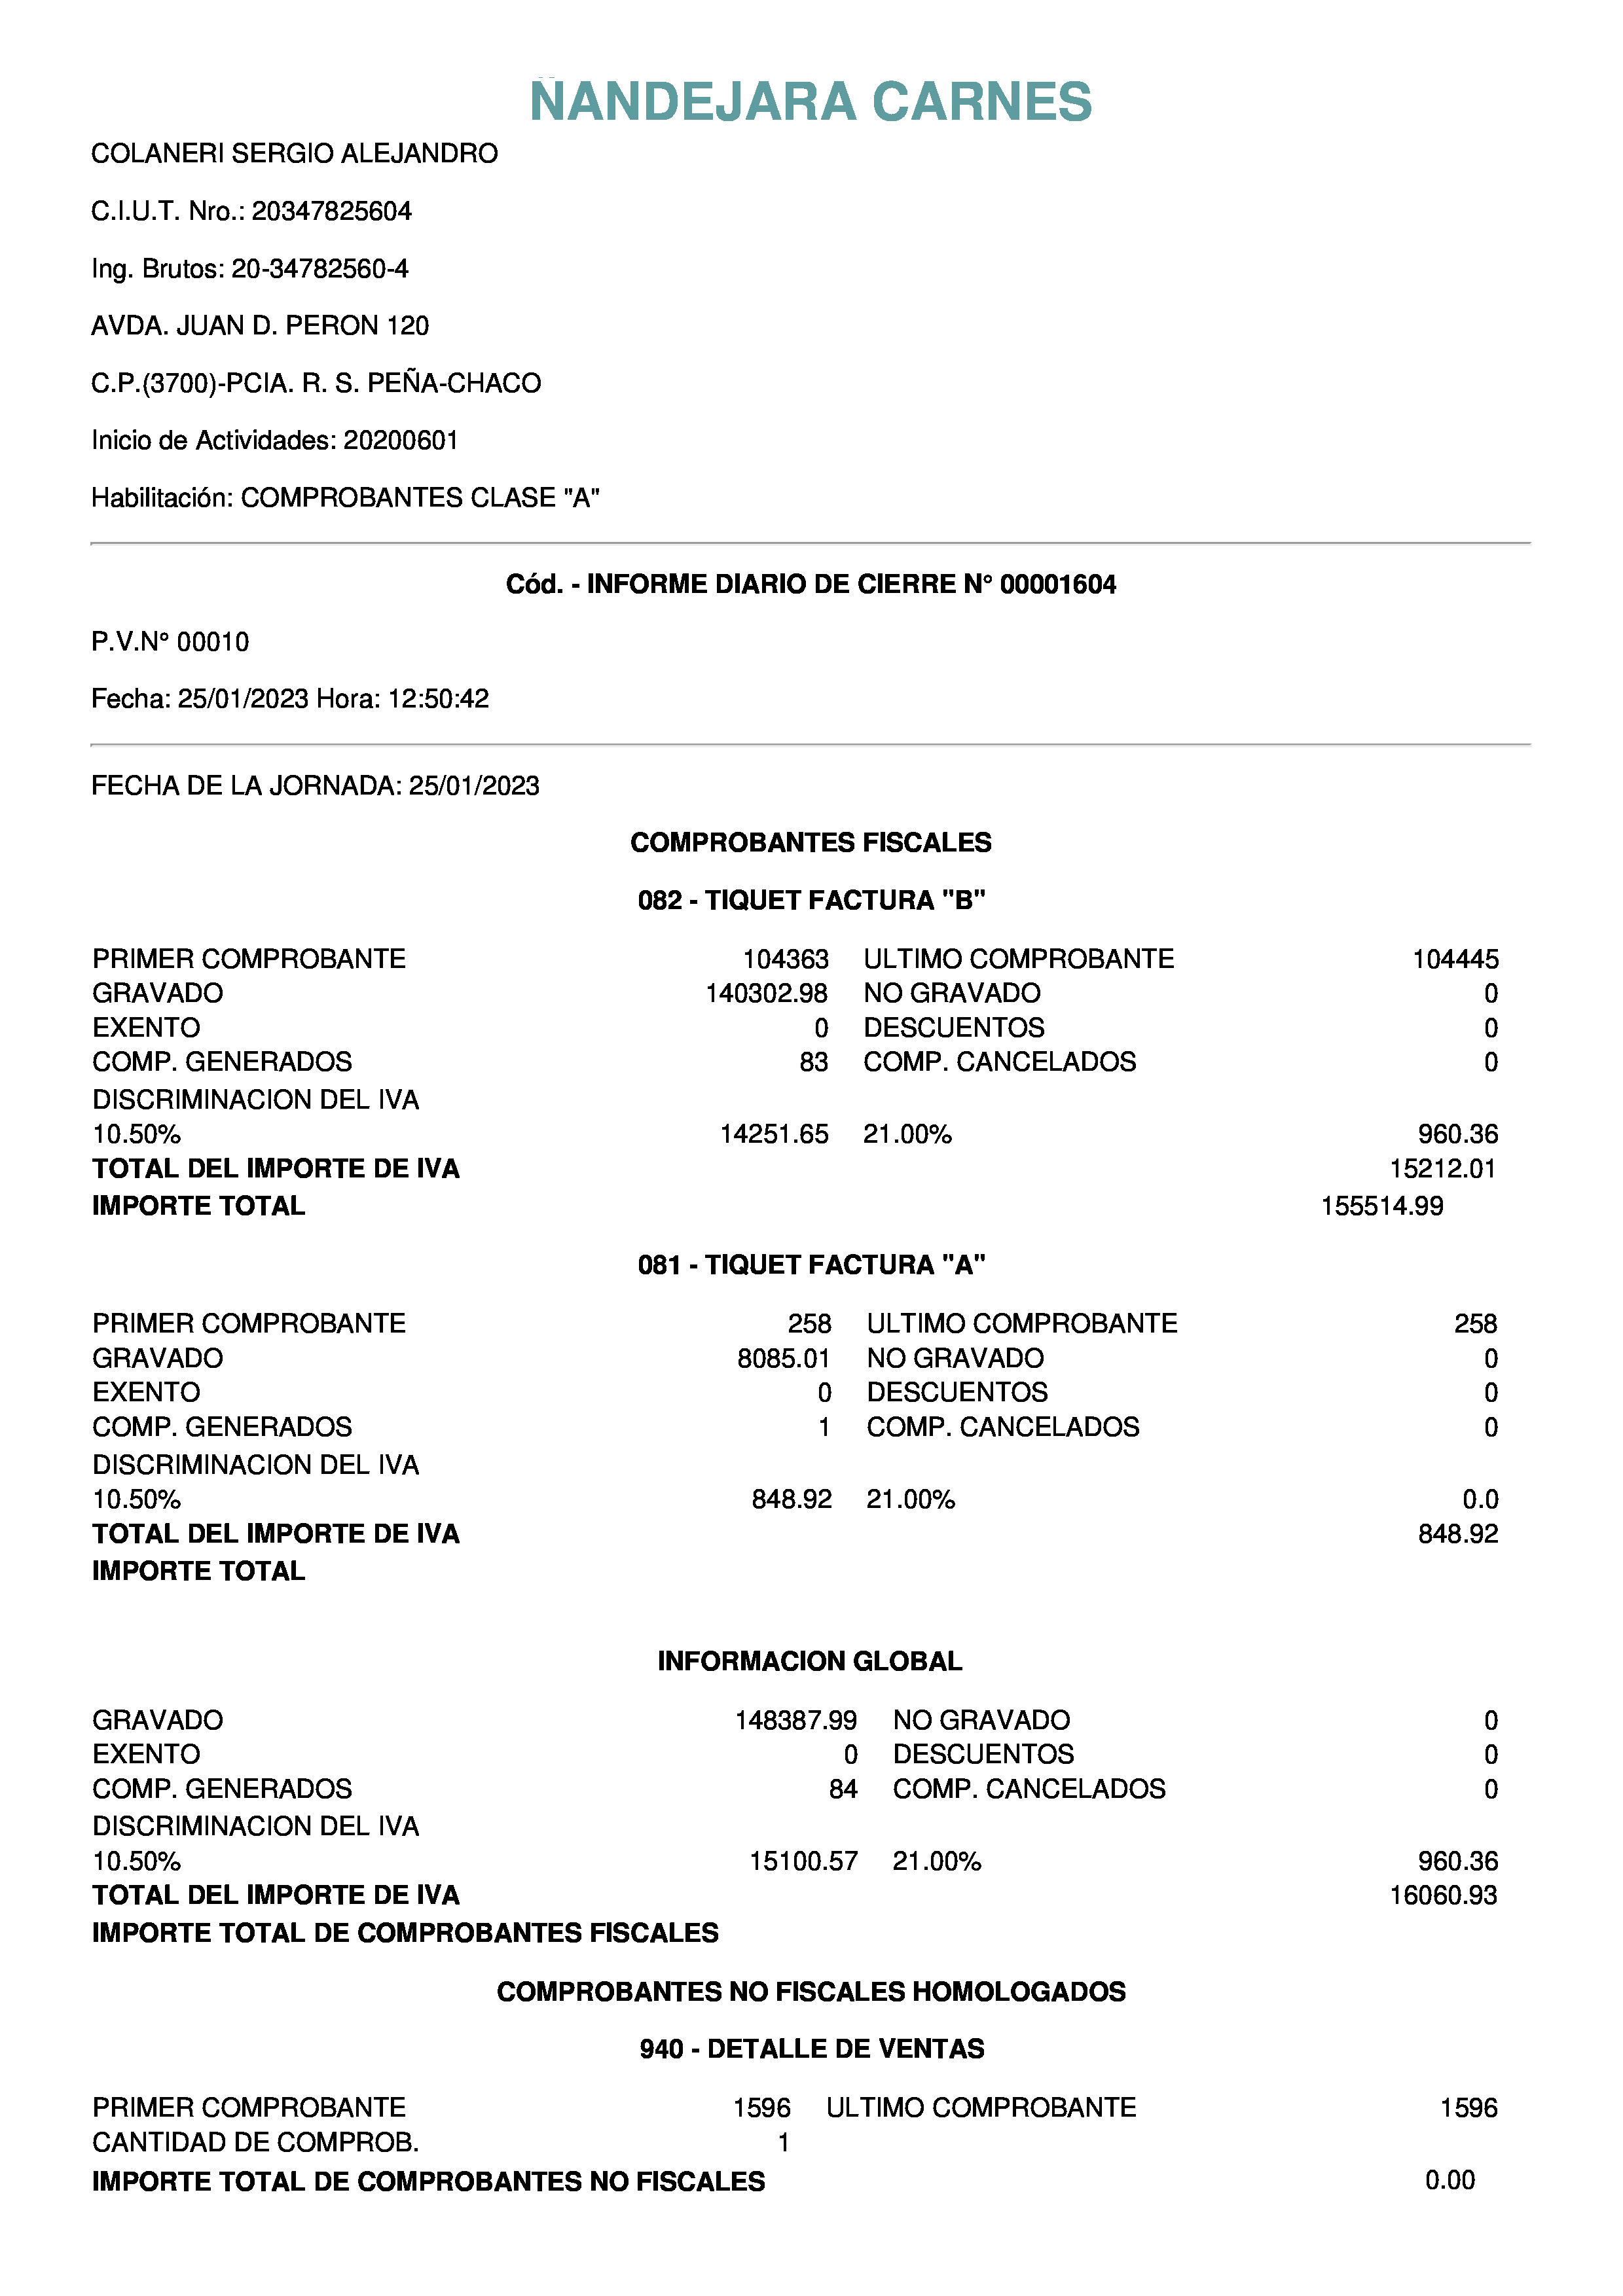 ÑANDEJARA CARNES
COLANERI SERGIO ALEJANDRO
C.I.U.T. Nro.: 20347825604
Ing. Brutos: 20-34782560-4
AVDA. JUAN D. PERON 120
C.P.(3700)-PCIA. R. S. PEÑA-CHACO
Inicio de Actividades: 20200601
Habilitación: COMPROBANTES CLASE "A"
Cód. - INFORME DIARIO DE CIERRE N° 00001604
P.V.N° 00010
Fecha: 25/01/2023 Hora: 12:50:42
FECHA DE LA JORNADA: 25/01/2023
COMPROBANTES FISCALES
082 - TIQUET FACTURA "B"
PRIMER COMPROBANTE 104363 ULTIMO COMPROBANTE 104445
GRAVADO 140302.98 NO GRAVADO 0
EXENTO 0 DESCUENTOS 0
COMP. GENERADOS 83 COMP. CANCELADOS 0
DISCRIMINACION DEL IVA
10.50% 14251.65 21.00% 960.36
TOTAL DEL IMPORTE DE IVA 15212.01
IMPORTE TOTAL 155514.99
081 - TIQUET FACTURA "A"
PRIMER COMPROBANTE 258 ULTIMO COMPROBANTE 258
GRAVADO 8085.01 NO GRAVADO 0
EXENTO 0 DESCUENTOS 0
COMP. GENERADOS 1 COMP. CANCELADOS 0
DISCRIMINACION DEL IVA
10.50% 848.92 21.00% 0.0
TOTAL DEL IMPORTE DE IVA 848.92
IMPORTE TOTAL
INFORMACION GLOBAL
GRAVADO 148387.99 NO GRAVADO 0
EXENTO 0 DESCUENTOS 0
COMP. GENERADOS 84 COMP. CANCELADOS 0
DISCRIMINACION DEL IVA
10.50% 15100.57 21.00% 960.36
TOTAL DEL IMPORTE DE IVA 16060.93
IMPORTE TOTAL DE COMPROBANTES FISCALES
COMPROBANTES NO FISCALES HOMOLOGADOS
940 - DETALLE DE VENTAS
PRIMER COMPROBANTE 1596 ULTIMO COMPROBANTE 1596
CANTIDAD DE COMPROB. 1
IMPORTE TOTAL DE COMPROBANTES NO FISCALES 0.00